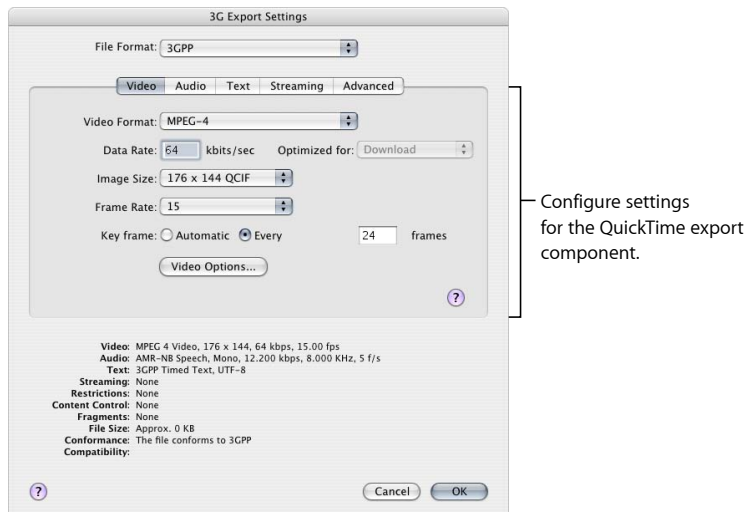 3G Export Settings
File Format: 3GPP
Video Audio Text Streaming Advanced
Video Format: MPEG-4
Data Rate: 64 kbits/sec Optimized for: Download
Image Size: 176 x 144 QCIF
Frame Rate: 15
Key frame: Automatic Every 24 frames
Video Options...
?
Configure settings
for the QuickTime export
component.
Video: MPEG 4 Video, 176 x 144, 64 kbps, 15.00 fps
Audio: AMR-NB Speech, Mono, 12.200 kbps, 8.000 KHz, 5 f/s
Text: 3GPP Timed Text, UTF-8
Streaming: None
Restrictions: None
Content Control: None
Fragments: None
File Size: Approx. 0 KB
Conformance: The file conforms to 3GPP
Compatibility:
? Cancel OK